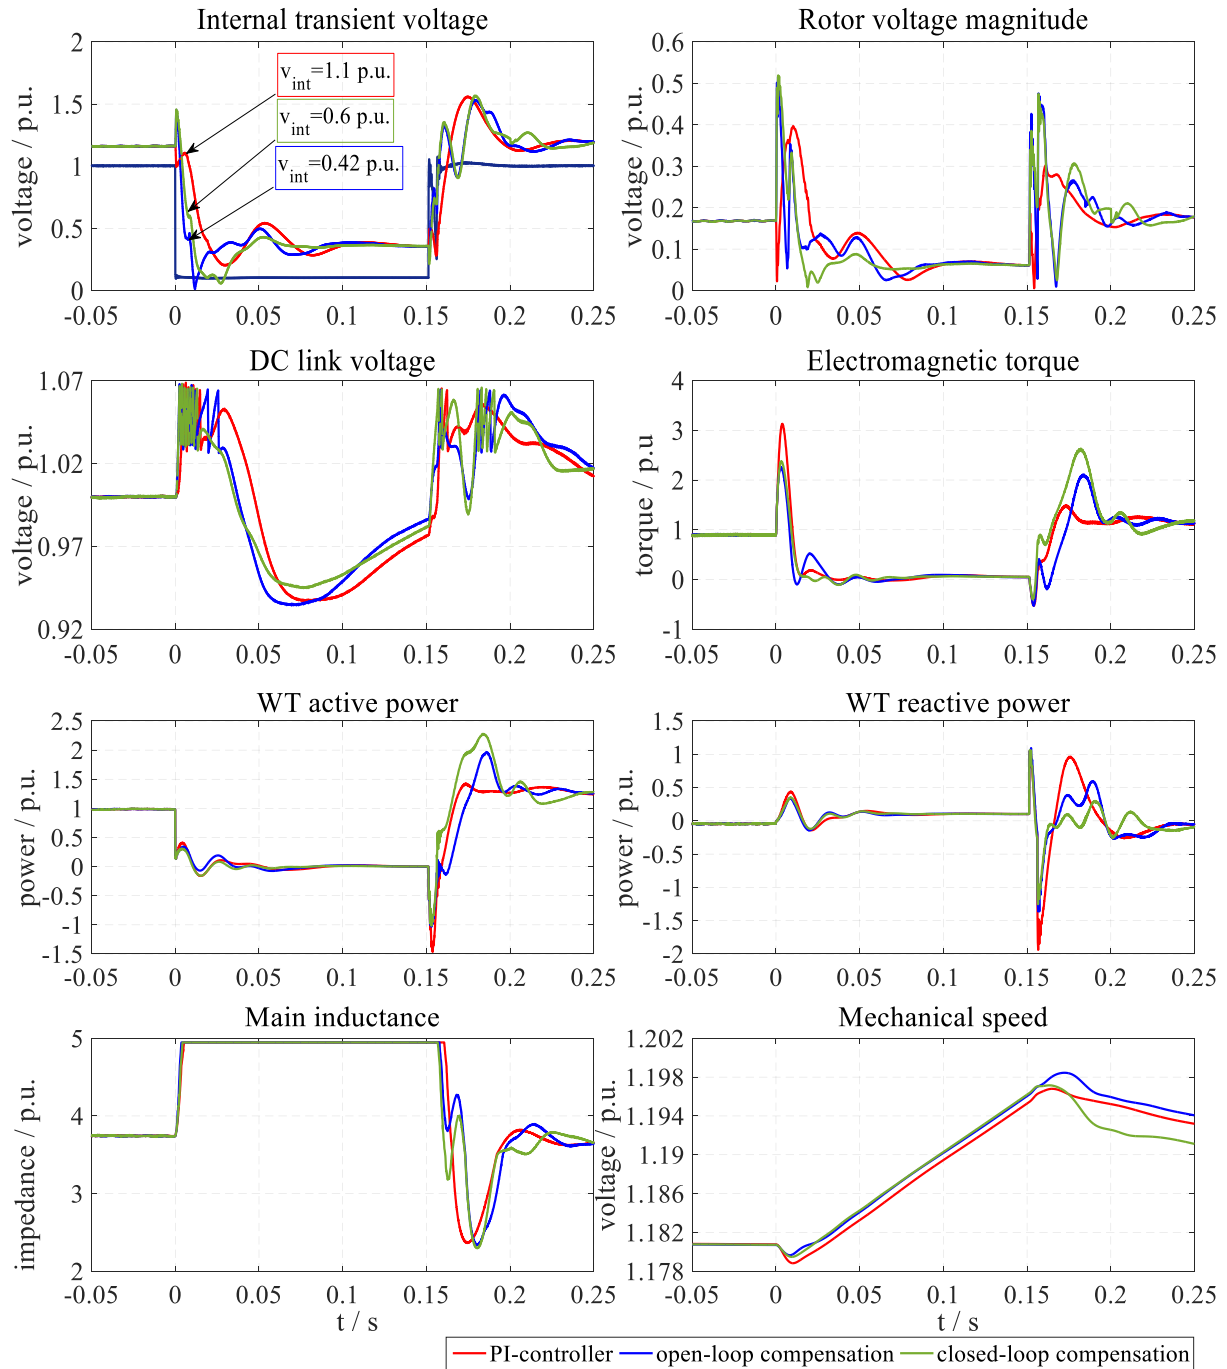 Internal transient voltage
Rotor voltage magnitude
voltage / p.u.
2
1.5
1
0.5
0
v_int=1.1 p.u.
v_int=0.6 p.u.
v_int=0.42 p.u.
-0.05 0 0.05 0.1 0.15 0.2 0.25
voltage / p.u.
0.6
0.5
0.4
0.3
0.2
0.1
0
-0.05 0 0.05 0.1 0.15 0.2 0.25
DC link voltage
Electromagnetic torque
voltage / p.u.
1.07
1.02
0.97
0.92
-0.05 0 0.05 0.1 0.15 0.2 0.25
torque / p.u
4
3
2
1
0
-1
-0.05 0 0.05 0.1 0.15 0.2 0.25
WT active power
WT reactive power
power / p.u.
2.5
2
1.5
1
0.5
0
-0.5
-1
-1.5
-0.05 0 0.05 0.1 0.15 0.2 0.25
power / p.u.
1.5
1
0.5
0
-0.5
-1
-1.5
-2
-0.05 0 0.05 0.1 0.15 0.2 0.25
Main inductance
Mechanical speed
impedance / p.u.
5
4
3
2
-0.05 0 0.05 0.1 0.15 0.2 0.25
t / s
voltage / p.u.
1.202
1.198
1.194
1.19
1.186
1.182
1.178
-0.05 0 0.05 0.1 0.15 0.2 0.25
t / s
PI-controller open-loop compensation closed-loop compensation